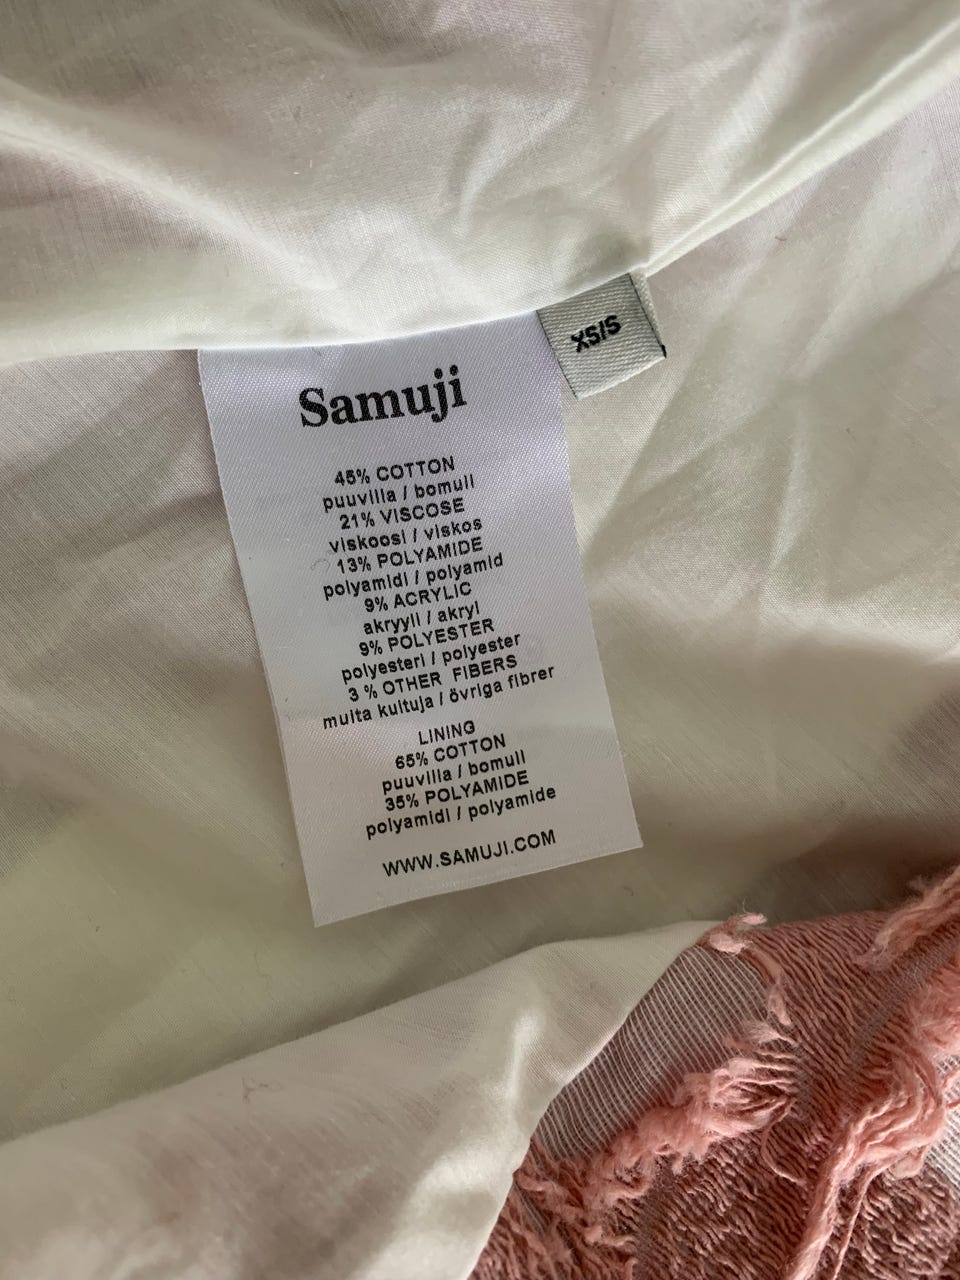 XS/S
Samuji
45% COTTON
puuvilla / bomull
21% VISCOSE
viskoosi / viskos
13% POLYAMIDE
polyamidi / polyamid
9% ACRYLIC
akryyli / akryl
9% POLYESTER
polyesteri / polyester
3 % OTHER FIBERS
muita kuituja / övriga fibrer
LINING
65% COTTON
puuvilla / bomull
35% POLYAMIDE
polyamidi / polyamide
WWW.SAMUJI.COM